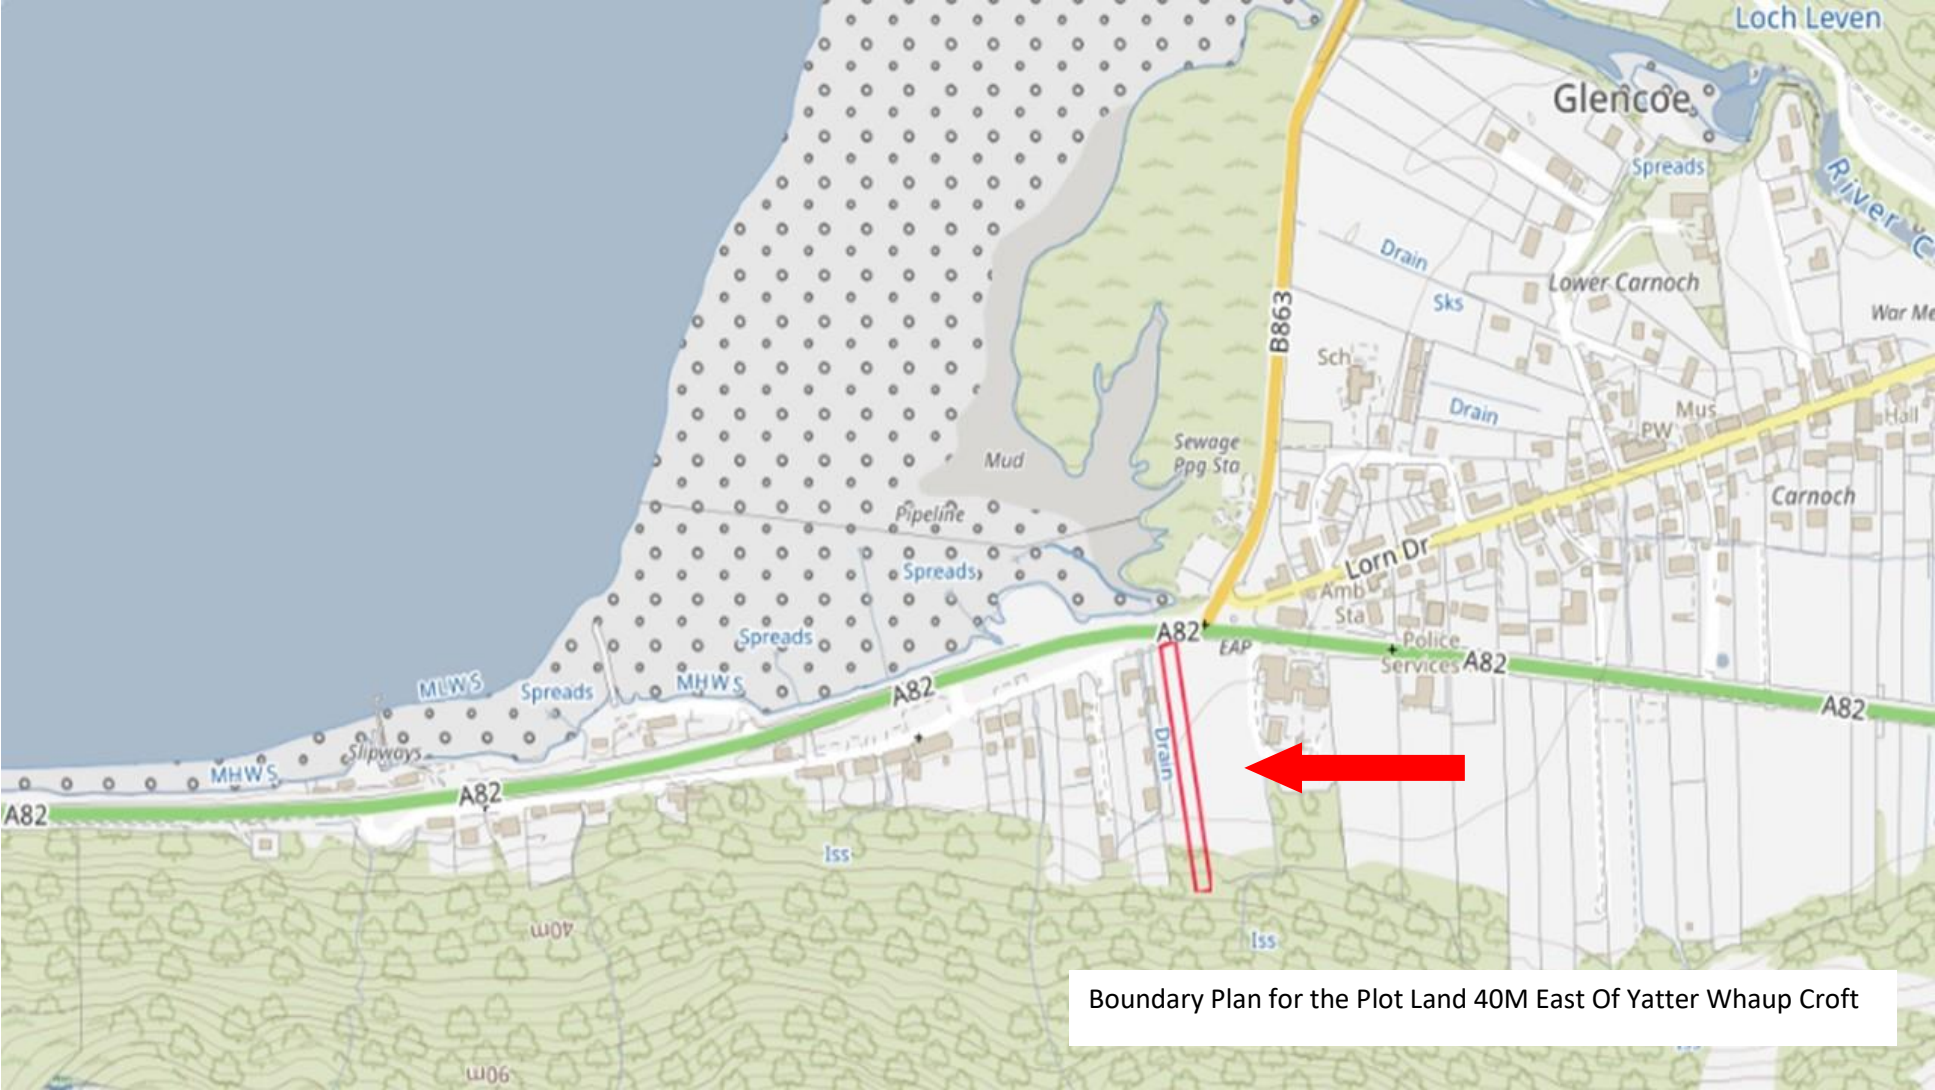 Loch Leven
Glencoe
Spreads
River C
Drain
Lower Carnoch
Sks
B863
War Me
Sch
Drain
Mus
Hall
PW
Sewage
Ppg Sta
Mud
Carnoch
Pipeline
Lorn Dr
Spreads
Amb
Sta
A82
Spreads
EAP
Police
Services
A82
MLWS
Spreads
MHWS
A82
A82
Drain
Slipways
MHWS
A82
A82
Iss
40m
Iss
Boundary Plan for the Plot Land 40M East Of Yatter Whaup Croft
90m